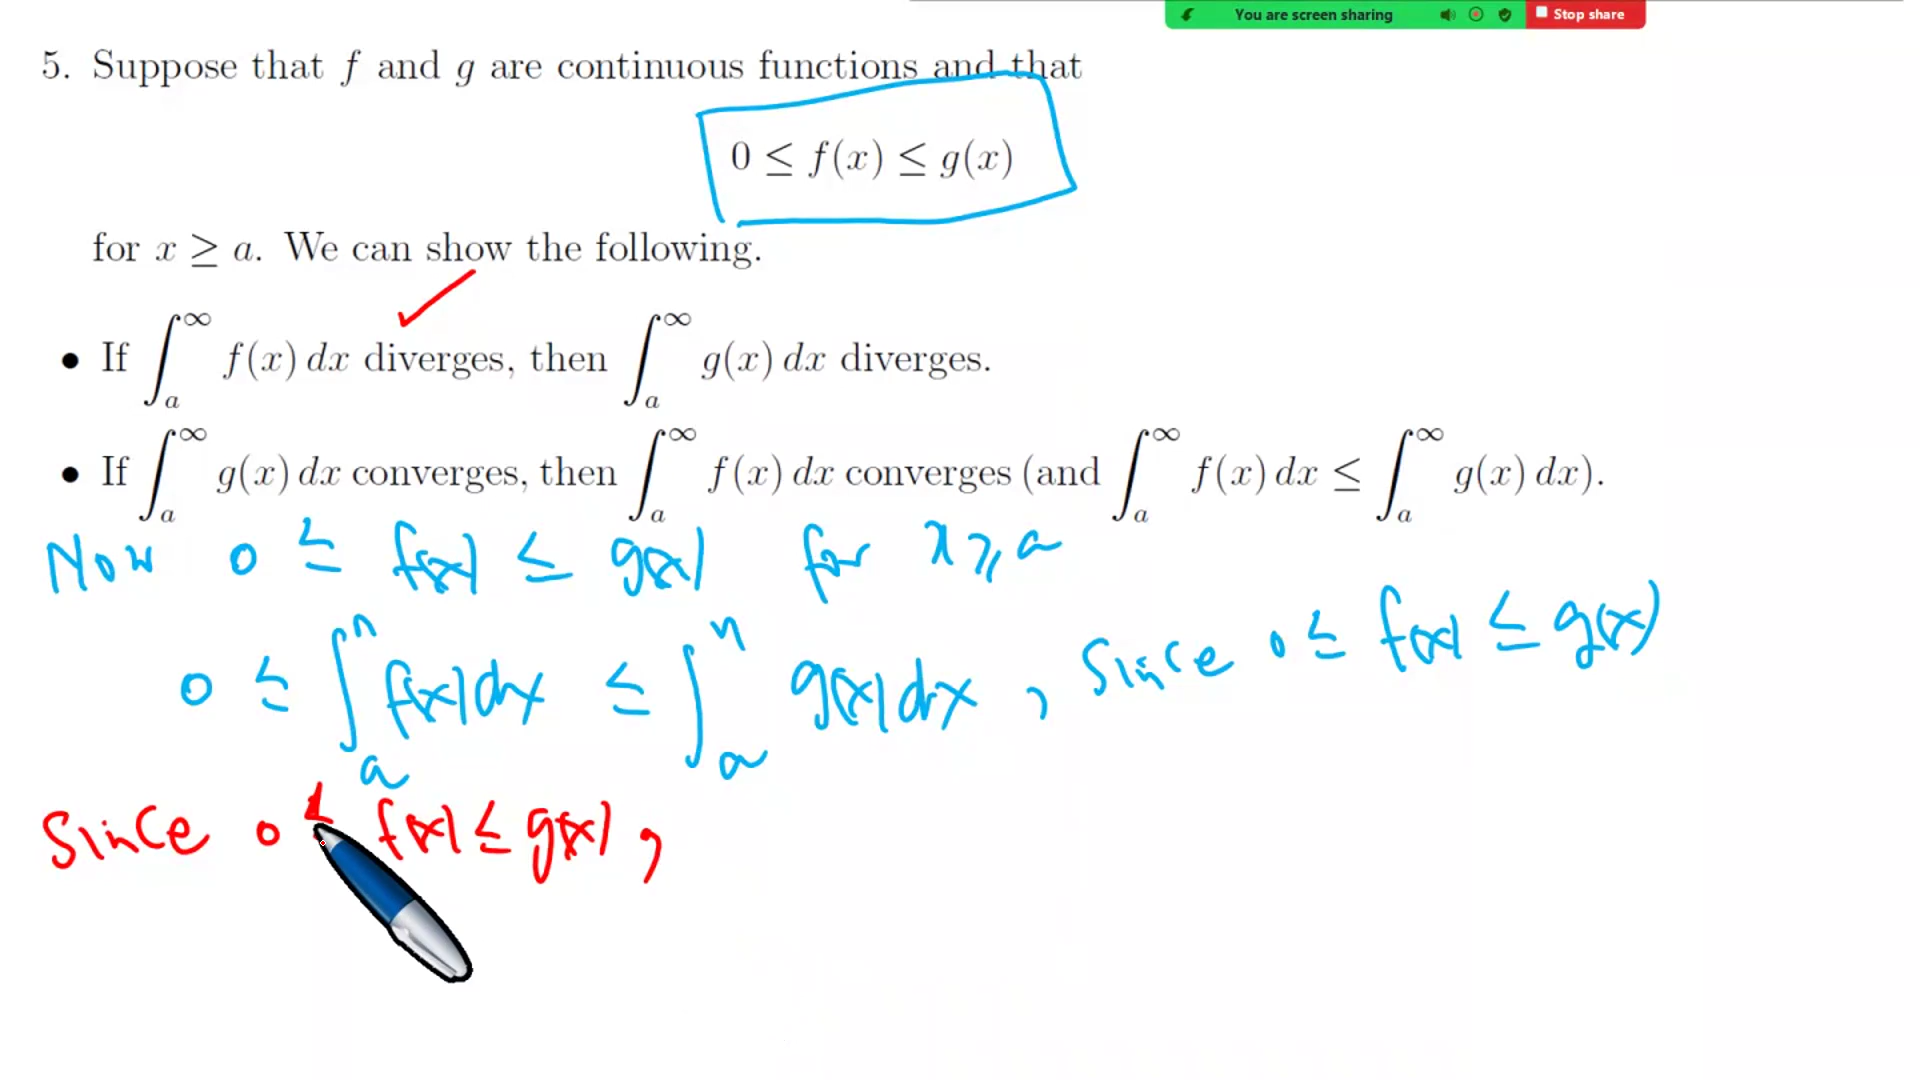 You are screen sharing Stop share
5. Suppose that f and g are continuous functions and that
0 ≤ f(x) ≤ g(x)
for x ≥ a. We can show the following.
• If ∫_a^∞ f(x) dx diverges, then ∫_a^∞ g(x) dx diverges.
• If ∫_a^∞ g(x) dx converges, then ∫_a^∞ f(x) dx converges (and ∫_a^∞ f(x) dx ≤ ∫_a^∞ g(x) dx).
Now 0 ≤ f(x) ≤ g(x) for x ≥ a
0 ≤ ∫_a^n f(x) dx ≤ ∫_a^n g(x) dx , Since 0 ≤ f(x) ≤ g(x)
Since 0 ≤ f(x) ≤ g(x) ,